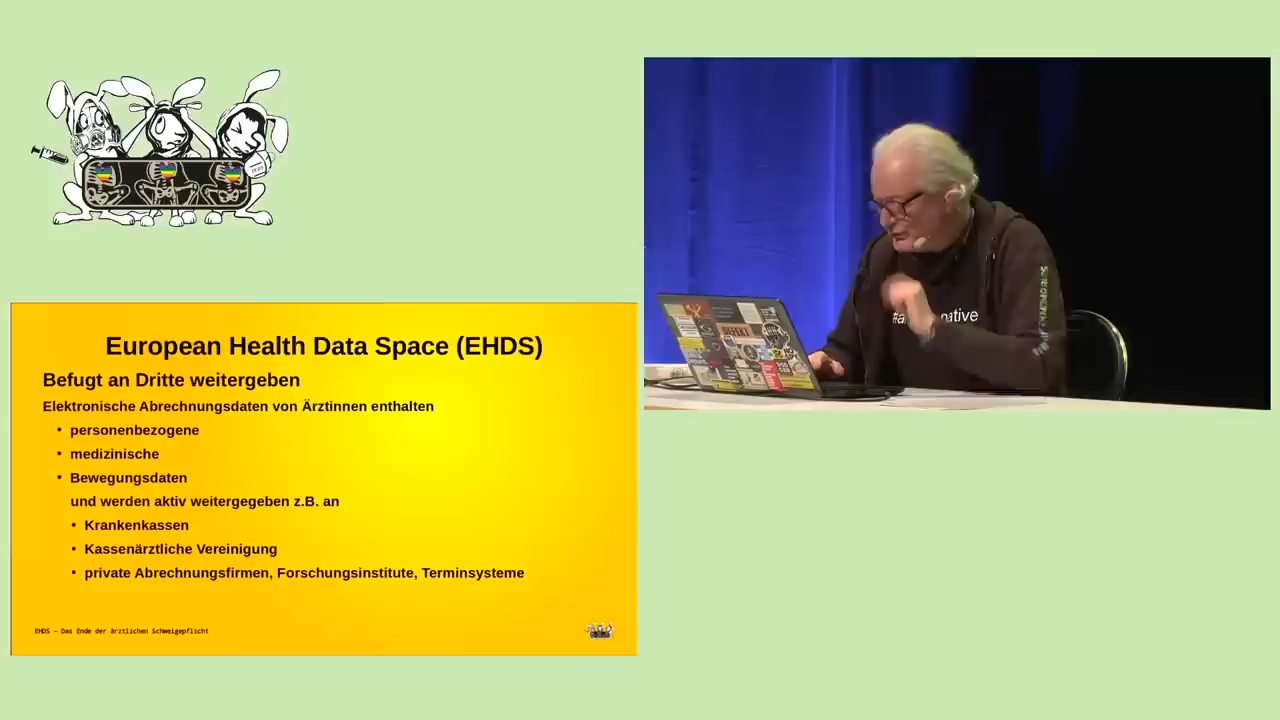 European Health Data Space (EHDS)
Befugt an Dritte weitergeben
Elektronische Abrechnungsdaten von Ärztinnen enthalten
• personenbezogene
• medizinische
• Bewegungsdaten
und werden aktiv weitergegeben z.B. an
• Krankenkassen
• Kassenärztliche Vereinigung
• private Abrechnungsfirmen, Forschungsinstitute, Terminsysteme
EHDS – Das Ende der ärztlichen Schweigepflicht